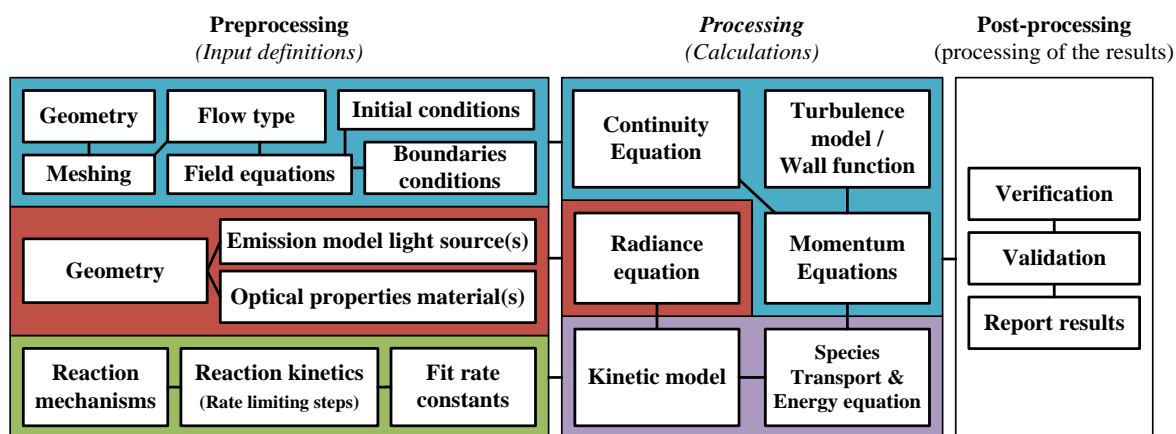 Preprocessing
(Input definitions)
Processing
(Calculations)
Post-processing
(processing of the results)
Geometry
Flow type
Initial conditions
Meshing
Field equations
Boundaries
conditions
Emission model light source(s)
Geometry
Optical properties material(s)
Reaction
mechanisms
Reaction kinetics
(Rate limiting steps)
Fit rate
constants
Continuity
Equation
Turbulence
model /
Wall function
Radiance
equation
Momentum
Equations
Kinetic model
Species
Transport &
Energy equation
Verification
Validation
Report results